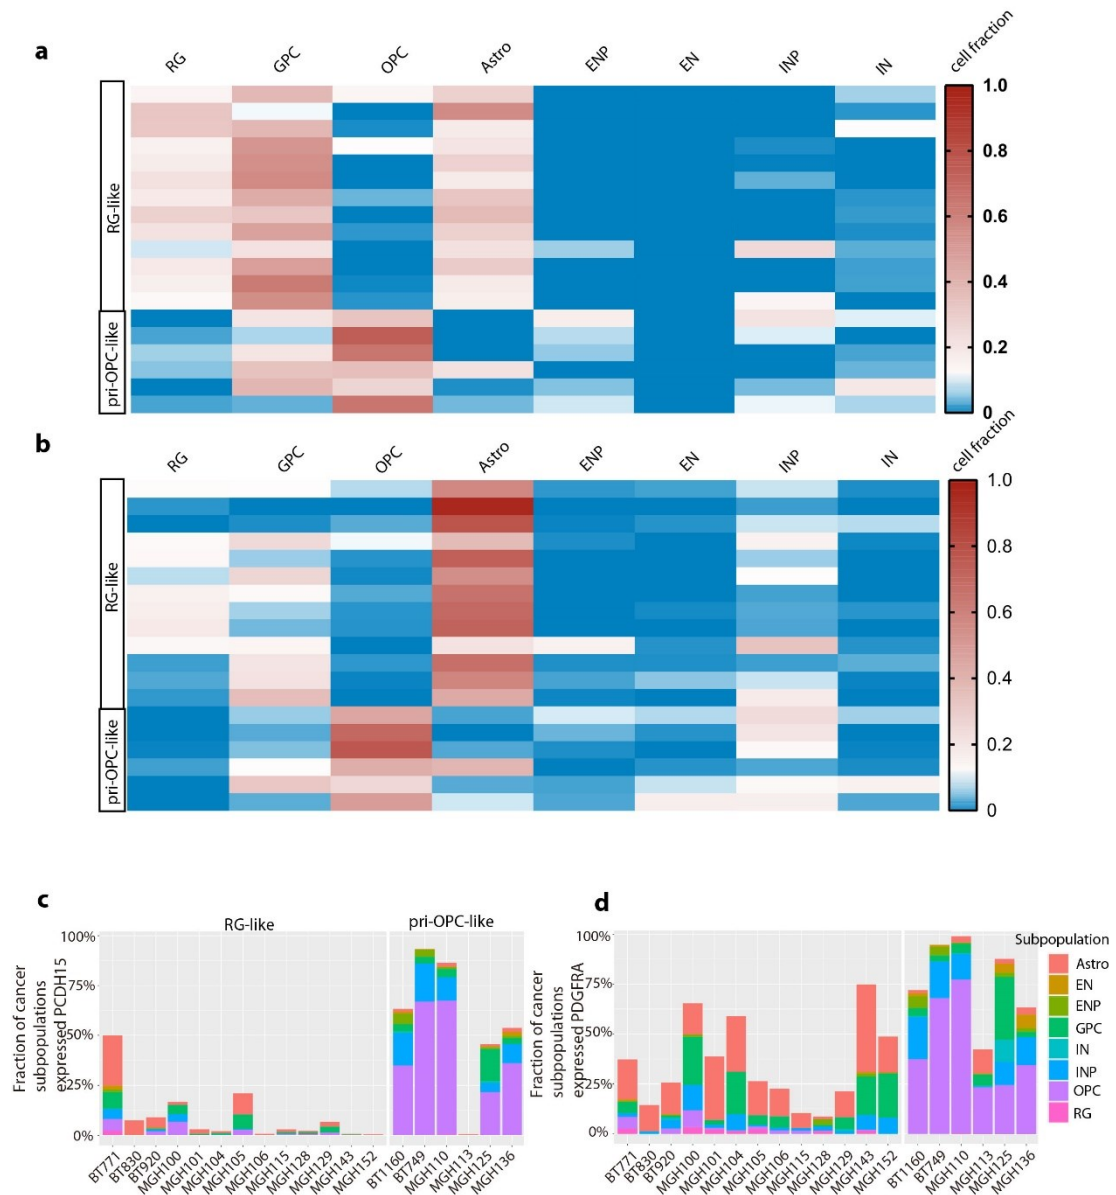 a
RG GPC OPC Astro ENP EN INP IN cell fraction
RG-like
pri-OPC-like
1.0
0.8
0.6
0.4
0.2
0
b
RG GPC OPC Astro ENP EN INP IN cell fraction
RG-like
pri-OPC-like
1.0
0.8
0.6
0.4
0.2
0
c
RG-like pri-OPC-like
Fraction of cancer
subpopulations
expressed PCDH15
100%
75%
50%
25%
0%
BT771 BT830 BT920 MGH100 MGH101 MGH104 MGH105 MGH106 MGH115 MGH128 MGH129 MGH143 MGH152 BT1160 BT749 MGH110 MGH113 MGH125 MGH136
d
Fraction of cancer
subpopulations
expressed PDGFRA
100%
75%
50%
25%
0%
BT771 BT830 BT920 MGH100 MGH101 MGH104 MGH105 MGH106 MGH115 MGH128 MGH129 MGH143 MGH152 BT1160 BT749 MGH110 MGH113 MGH125 MGH136
Subpopulation
Astro
EN
ENP
GPC
IN
INP
OPC
RG